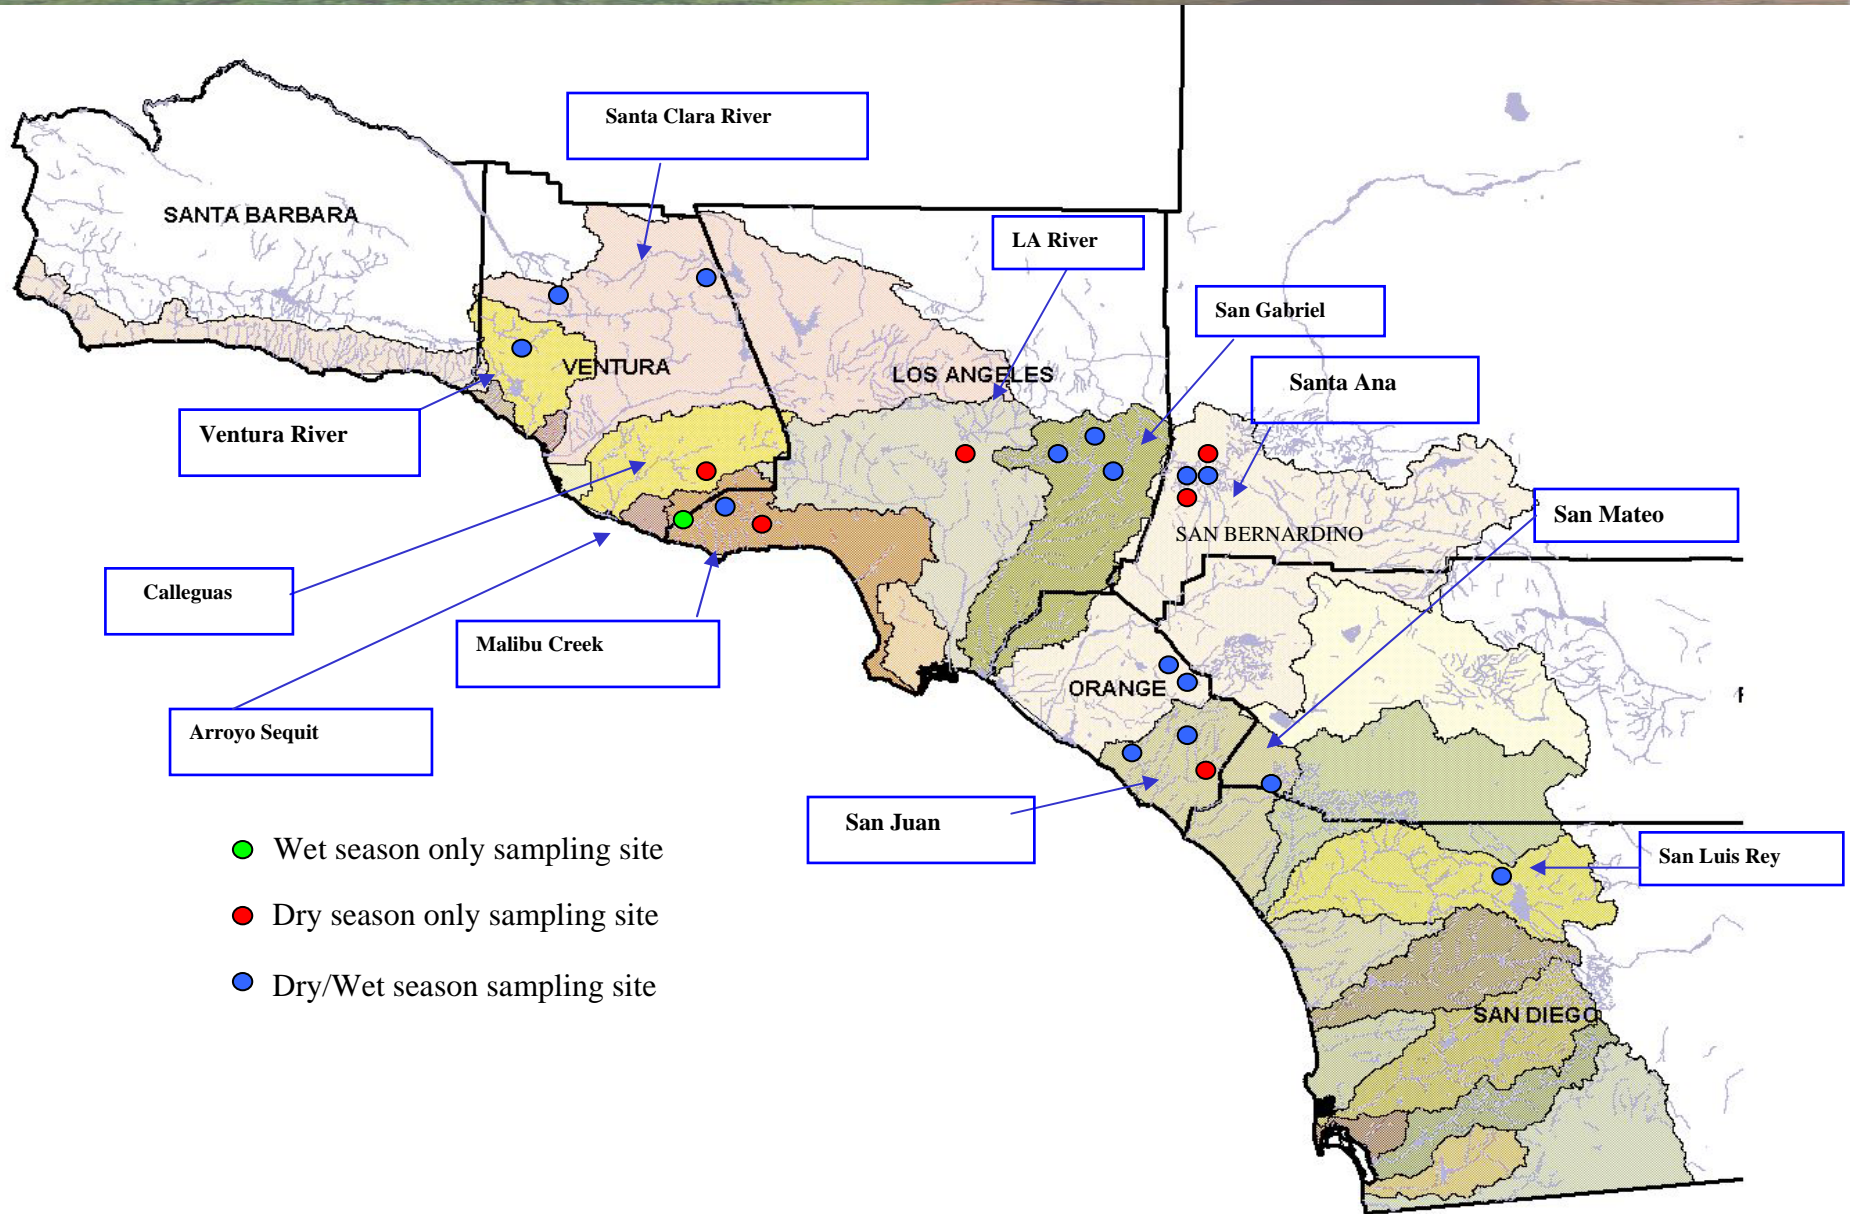 Santa Clara River
SANTA BARBARA
LA River
San Gabriel
VENTURA
LOS ANGELES
Santa Ana
Ventura River
San Mateo
SAN BERNARDINO
Calleguas
Malibu Creek
ORANGE
Arroyo Sequit
San Juan
San Luis Rey
Wet season only sampling site
Dry season only sampling site
Dry/Wet season sampling site
SAN DIEGO